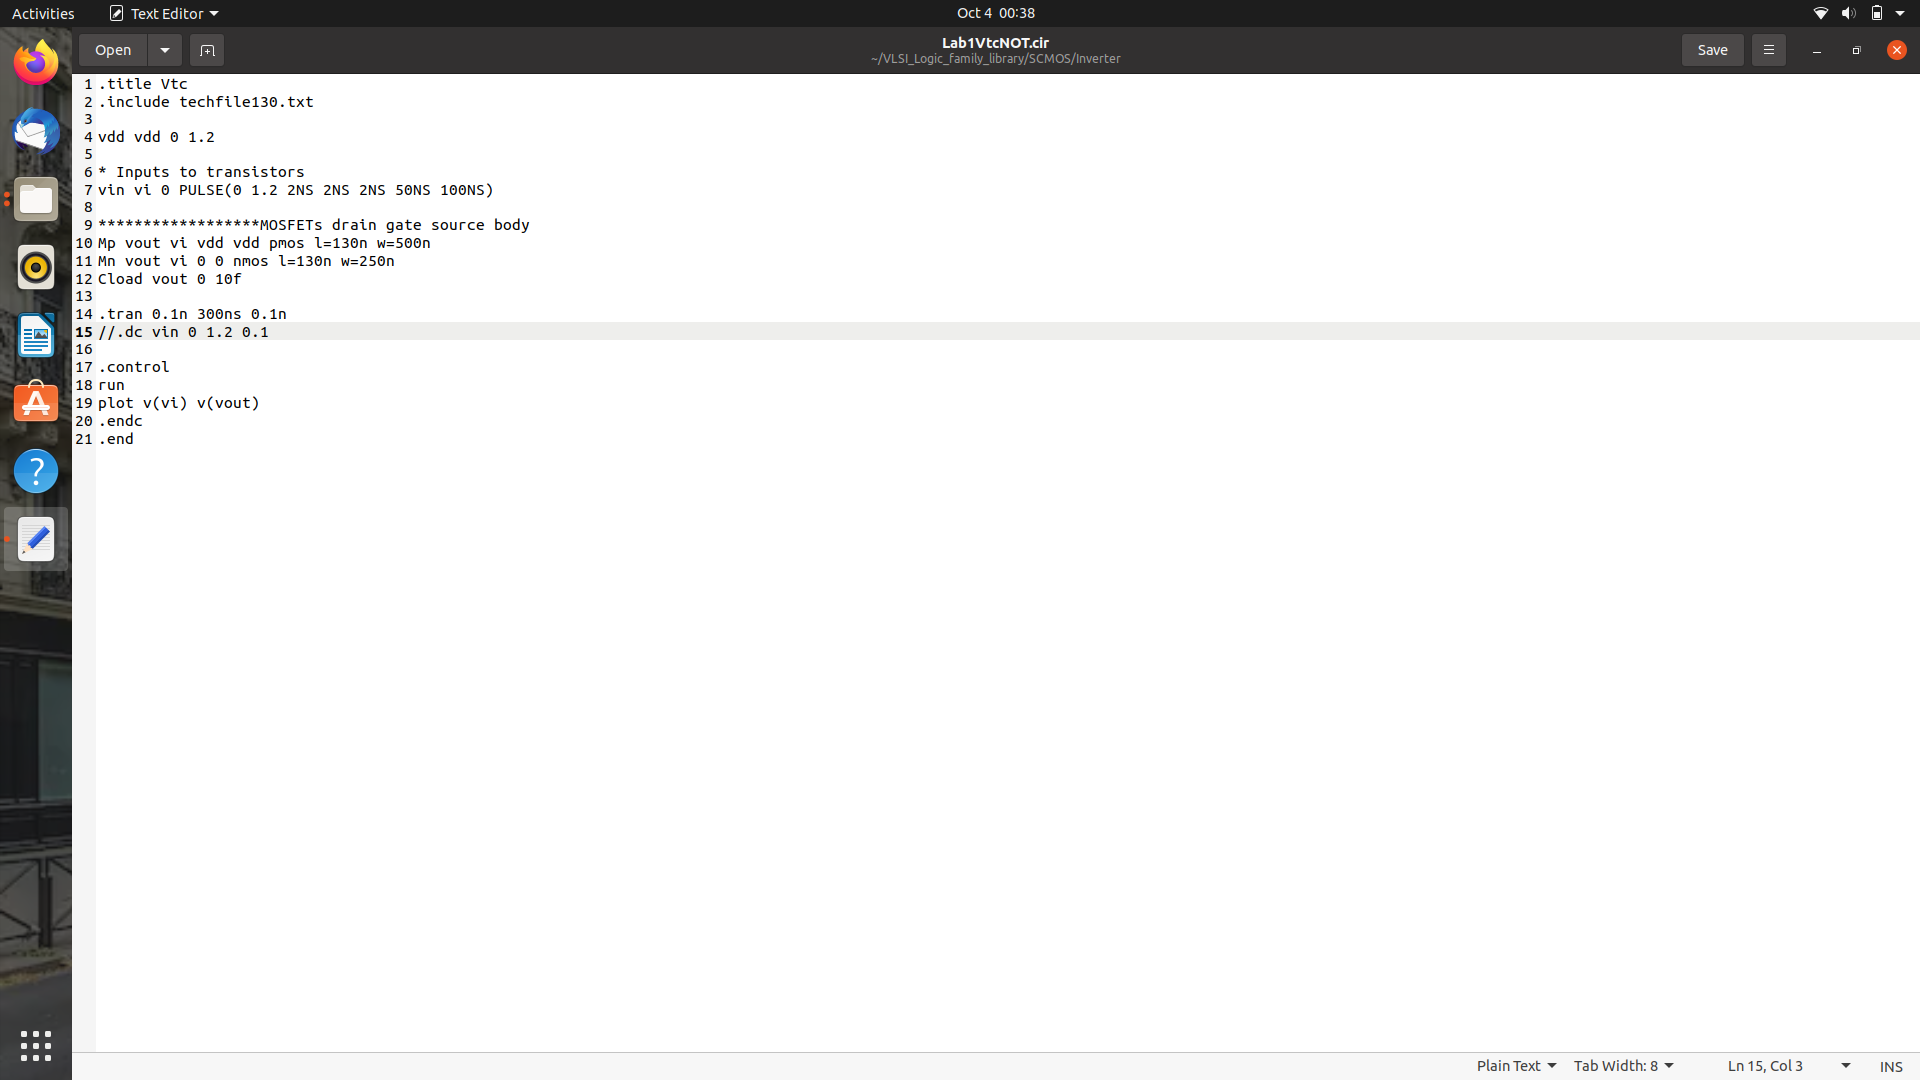 Activities
Text Editor
Oct 4 00:38
Open
Lab1VtcNOT.cir
~/VLSI_Logic_family_library/SCMOS/Inverter
Save
1 .title Vtc
2 .include techfile130.txt
3
4 vdd vdd 0 1.2
5
6 * Inputs to transistors
7 vin vi 0 PULSE(0 1.2 2NS 2NS 2NS 50NS 100NS)
8
9 ******************MOSFETs drain gate source body
10 Mp vout vi vdd vdd pmos l=130n w=500n
11 Mn vout vi 0 0 nmos l=130n w=250n
12 Cload vout 0 10f
13
14 .tran 0.1n 300ns 0.1n
15 //.dc vin 0 1.2 0.1
16
17 .control
18 run
19 plot v(vi) v(vout)
20 .endc
21 .end
Plain Text
Tab Width: 8
Ln 15, Col 3
INS